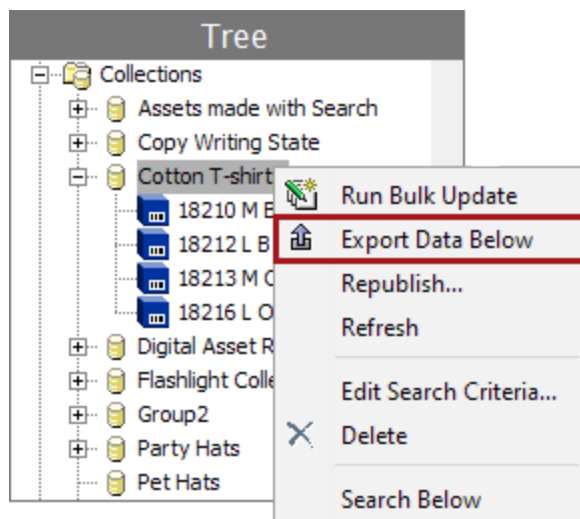 Tree
Collections
Assets made with Search
Copy Writing State
Cotton T-shirt
18210 M
18212 L B
18213 M
18216 L O
Digital Asset R
Flashlight Colle
Group2
Party Hats
Pet Hats
Run Bulk Update
Export Data Below
Republish...
Refresh
Edit Search Criteria...
Delete
Search Below